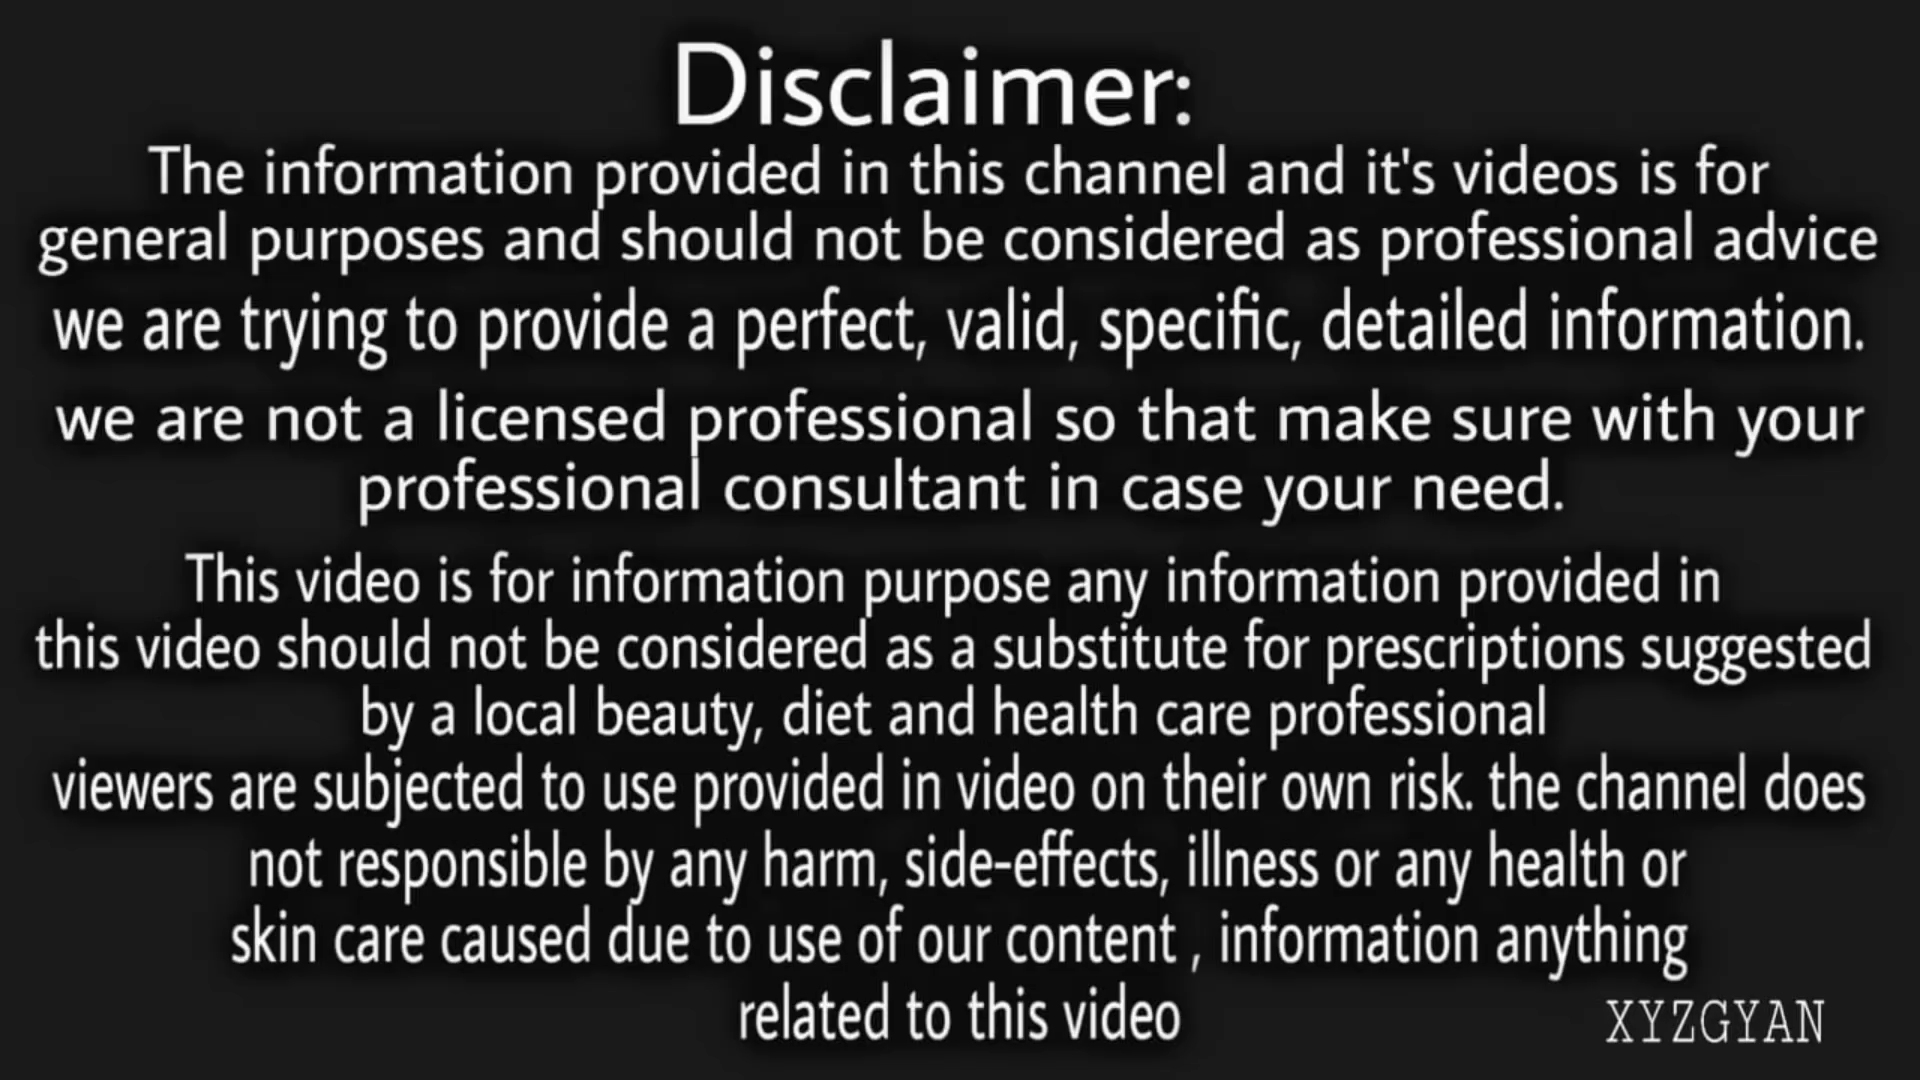 Disclaimer:
The information provided in this channel and it's videos is for
general purposes and should not be considered as professional advice
we are trying to provide a perfect, valid, specific, detailed information.
we are not a licensed professional so that make sure with your
professional consultant in case your need.
This video is for information purpose any information provided in
this video should not be considered as a substitute for prescriptions suggested
by a local beauty, diet and health care professional
viewers are subjected to use provided in video on their own risk. the channel does
not responsible by any harm, side-effects, illness or any health or
skin care caused due to use of our content , information anything
related to this video
XYZGYAN